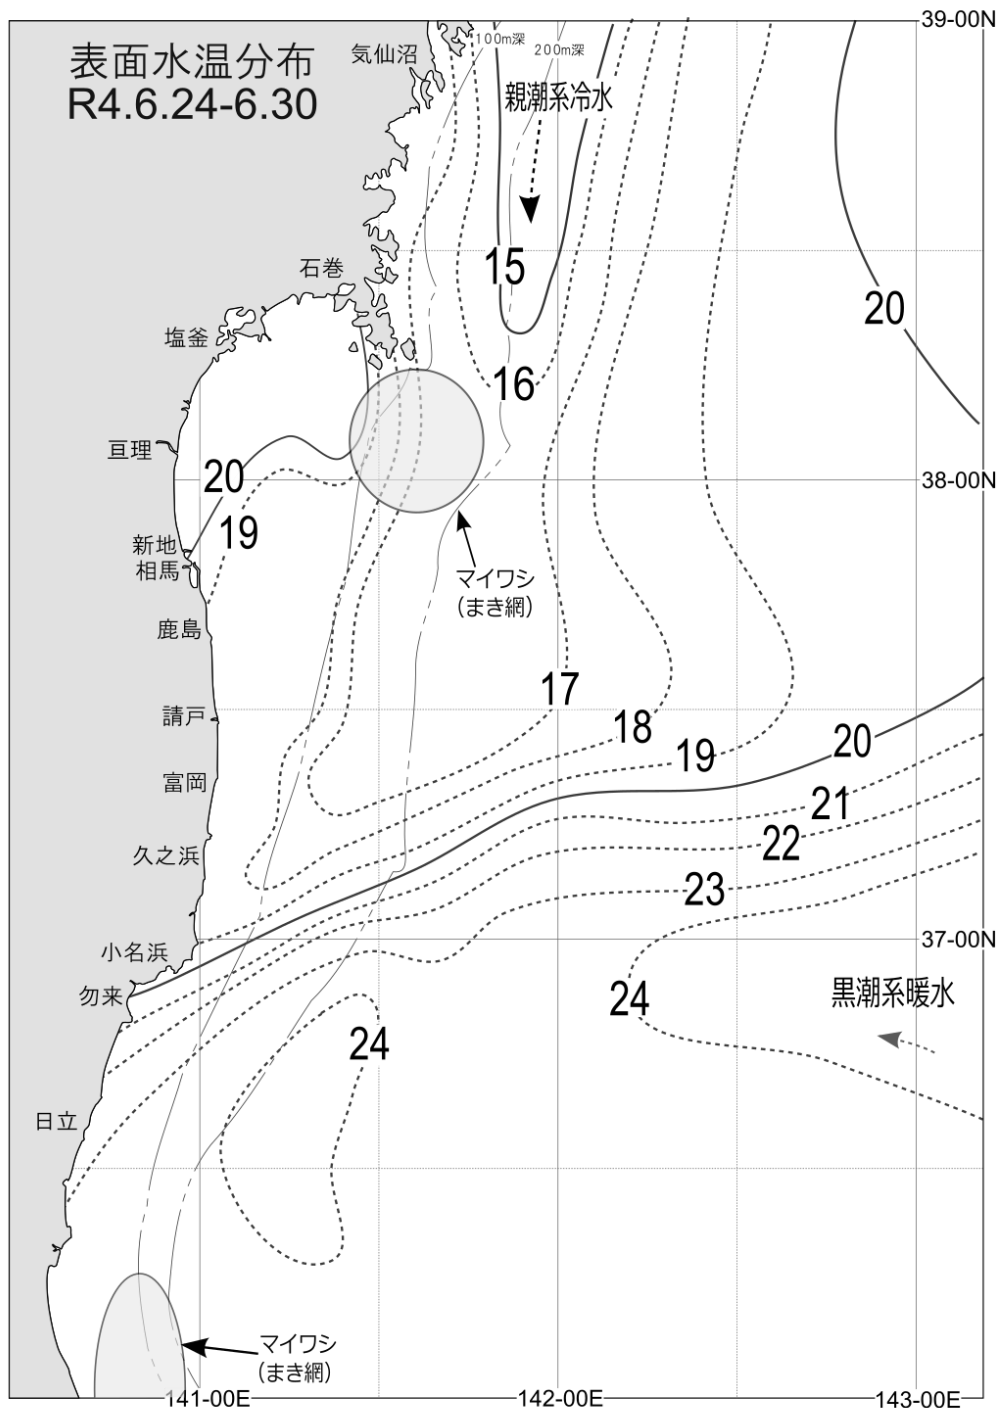 39-00N
表面水温分布
R4.6.24-6.30
気仙沼
100m深
200m深
親潮系冷水
15
石巻
20
塩釜
16
亘理
20
38-00N
19
新地
相馬
マイワシ
(まき網)
鹿島
請戸
17
18
19
20
富岡
21
久之浜
22
23
37-00N
小名浜
勿来
24
黒潮系暖水
24
日立
マイワシ
(まき網)
141-00E
142-00E
143-00E